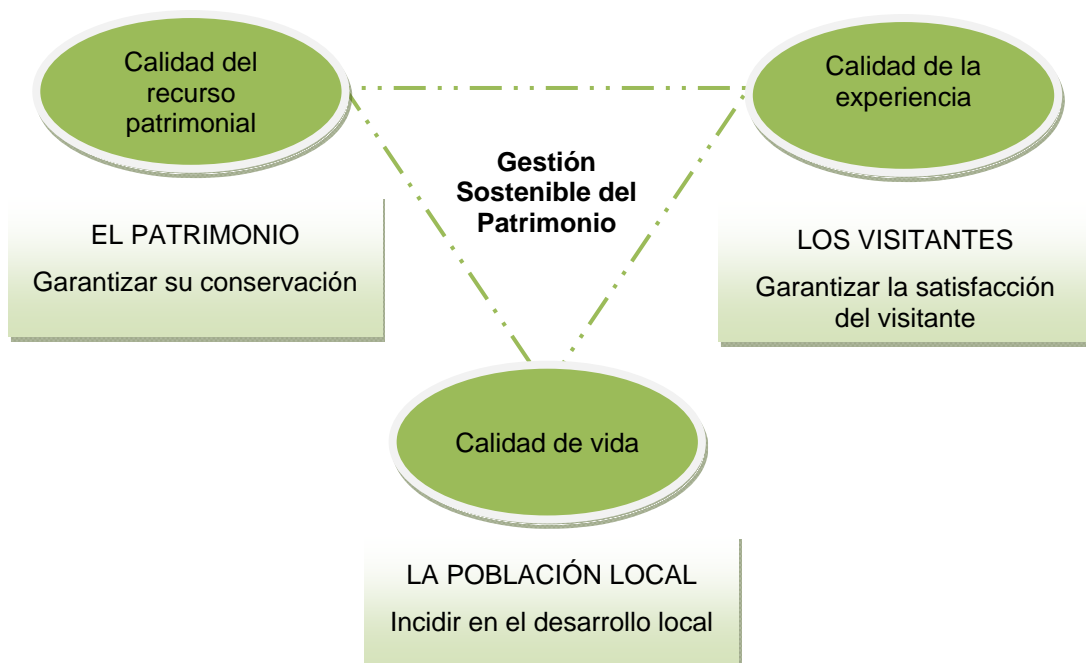 Calidad del
recurso
patrimonial
Calidad de la
experiencia
Gestión
Sostenible del
Patrimonio
EL PATRIMONIO
Garantizar su conservación
LOS VISITANTES
Garantizar la satisfacción
del visitante
Calidad de vida
LA POBLACIÓN LOCAL
Incidir en el desarrollo local